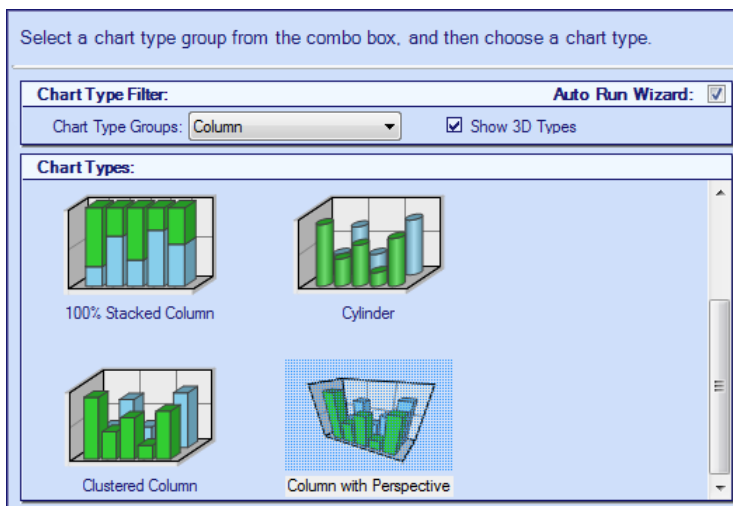 Select a chart type group from the combo box, and then choose a chart type.
Chart Type Filter: Auto Run Wizard:
Chart Type Groups: Column Show 3D Types
Chart Types:
100% Stacked Column Cylinder
Clustered Column Column with Perspective